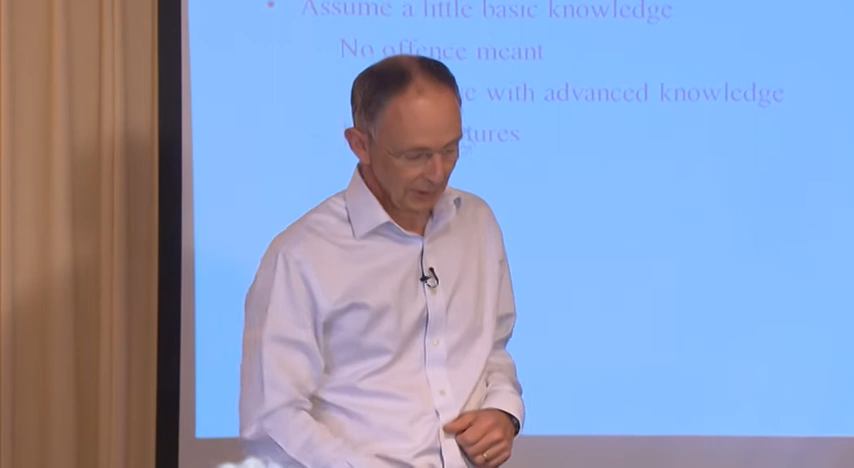 • Assume a little basic knowledge
No offence meant
with advanced knowledge